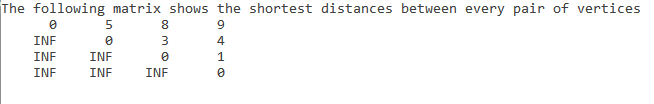 The following matrix shows the shortest distances between every pair of vertices
0 5 8 9
INF 0 3 4
INF INF 0 1
INF INF INF 0